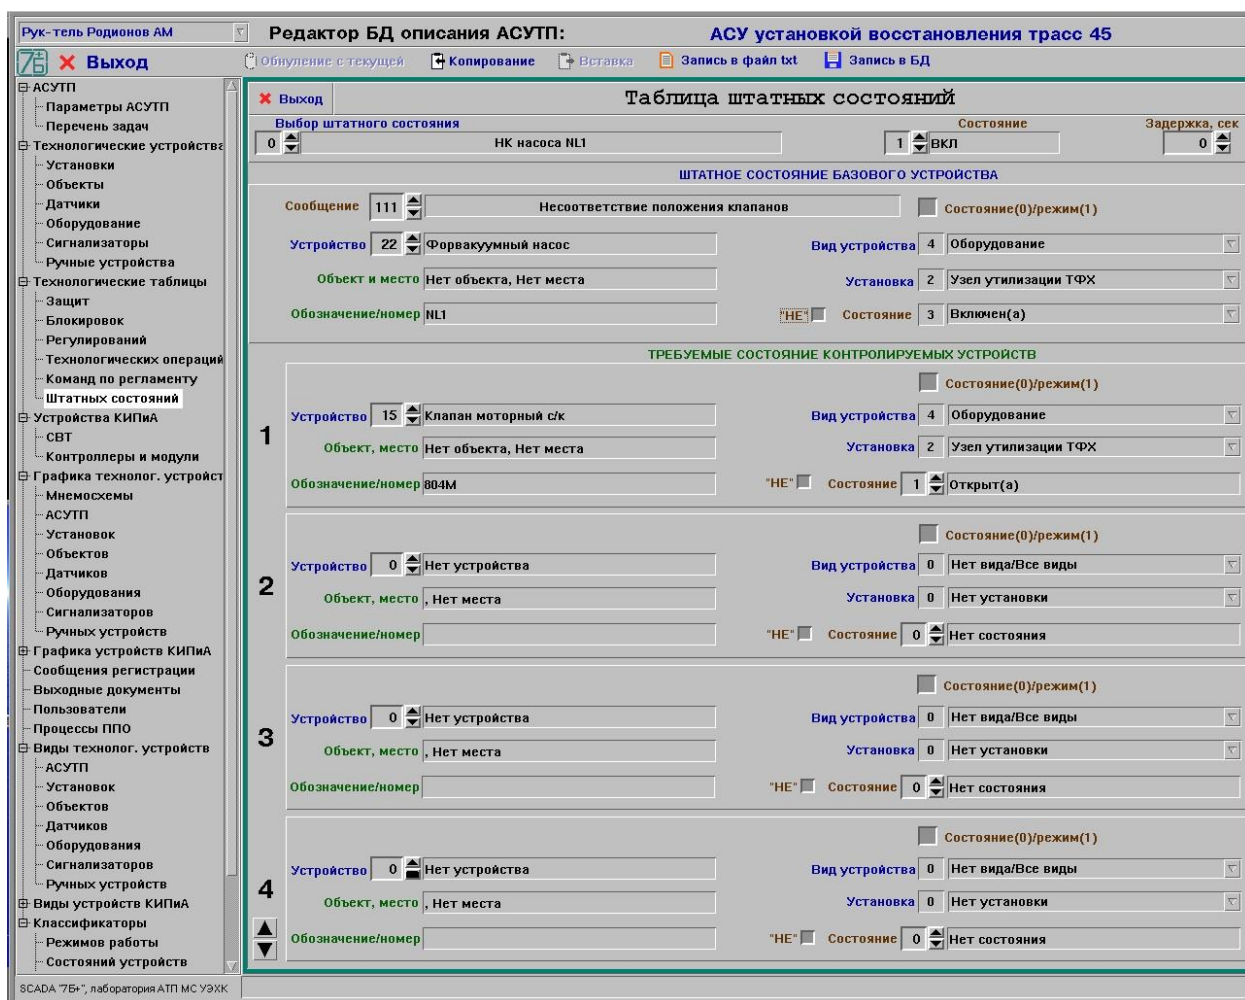 Рук-тель Родионов АМ
Редактор БД описания АСУТП:
АСУ установкой восстановления трасс 45
7Б Выход
Обнуление с текущей
Копирование
Вставка
Запись в файл txt
Запись в БД
АСУТП
Параметры АСУТП
Перечень задач
Технологические устройства
Установки
Объекты
Датчики
Оборудование
Сигнализаторы
Ручные устройства
Технологические таблицы
Защит
Блокировок
Регулирований
Технологических операций
Команд по регламенту
Штатных состояний
Устройства КИПиА
СВТ
Контроллеры и модули
Графика технолог. устройст
Мнемосхемы
АСУТП
Установок
Объектов
Датчиков
Оборудования
Сигнализаторов
Ручных устройств
Графика устройств КИПиА
Сообщения регистрации
Выходные документы
Пользователи
Процессы ППО
Виды технолог. устройств
АСУТП
Установок
Объектов
Датчиков
Оборудования
Сигнализаторов
Ручных устройств
Виды устройств КИПиА
Классификаторы
Режимов работы
Состояний устройств
Выход
Таблица штатных состояний
Выбор штатного состояния
Состояние
Задержка, сек
0 НК насоса NL1 1 ВКЛ 0
ШТАТНОЕ СОСТОЯНИЕ БАЗОВОГО УСТРОЙСТВА
Сообщение 111 Несоответствие положения клапанов Состояние(0)/режим(1)
Устройство 22 Форвакуумный насос Вид устройства 4 Оборудование
Объект и место Нет объекта, Нет места Установка 2 Узел утилизации ТФХ
Обозначение/номер NL1 "НЕ" Состояние 3 Включен(а)
ТРЕБУЕМЫЕ СОСТОЯНИЕ КОНТРОЛИРУЕМЫХ УСТРОЙСТВ
1
Состояние(0)/режим(1)
Устройство 15 Клапан моторный с/к Вид устройства 4 Оборудование
Объект, место Нет объекта, Нет места Установка 2 Узел утилизации ТФХ
Обозначение/номер 804М "НЕ" Состояние 1 Открыт(а)
2
Состояние(0)/режим(1)
Устройство 0 Нет устройства Вид устройства 0 Нет вида/Все виды
Объект, место , Нет места Установка 0 Нет установки
Обозначение/номер "НЕ" Состояние 0 Нет состояния
3
Состояние(0)/режим(1)
Устройство 0 Нет устройства Вид устройства 0 Нет вида/Все виды
Объект, место , Нет места Установка 0 Нет установки
Обозначение/номер "НЕ" Состояние 0 Нет состояния
4
Состояние(0)/режим(1)
Устройство 0 Нет устройства Вид устройства 0 Нет вида/Все виды
Объект, место , Нет места Установка 0 Нет установки
Обозначение/номер "НЕ" Состояние 0 Нет состояния
SCADA "7Б+", лаборатория АТП МС УЭХК